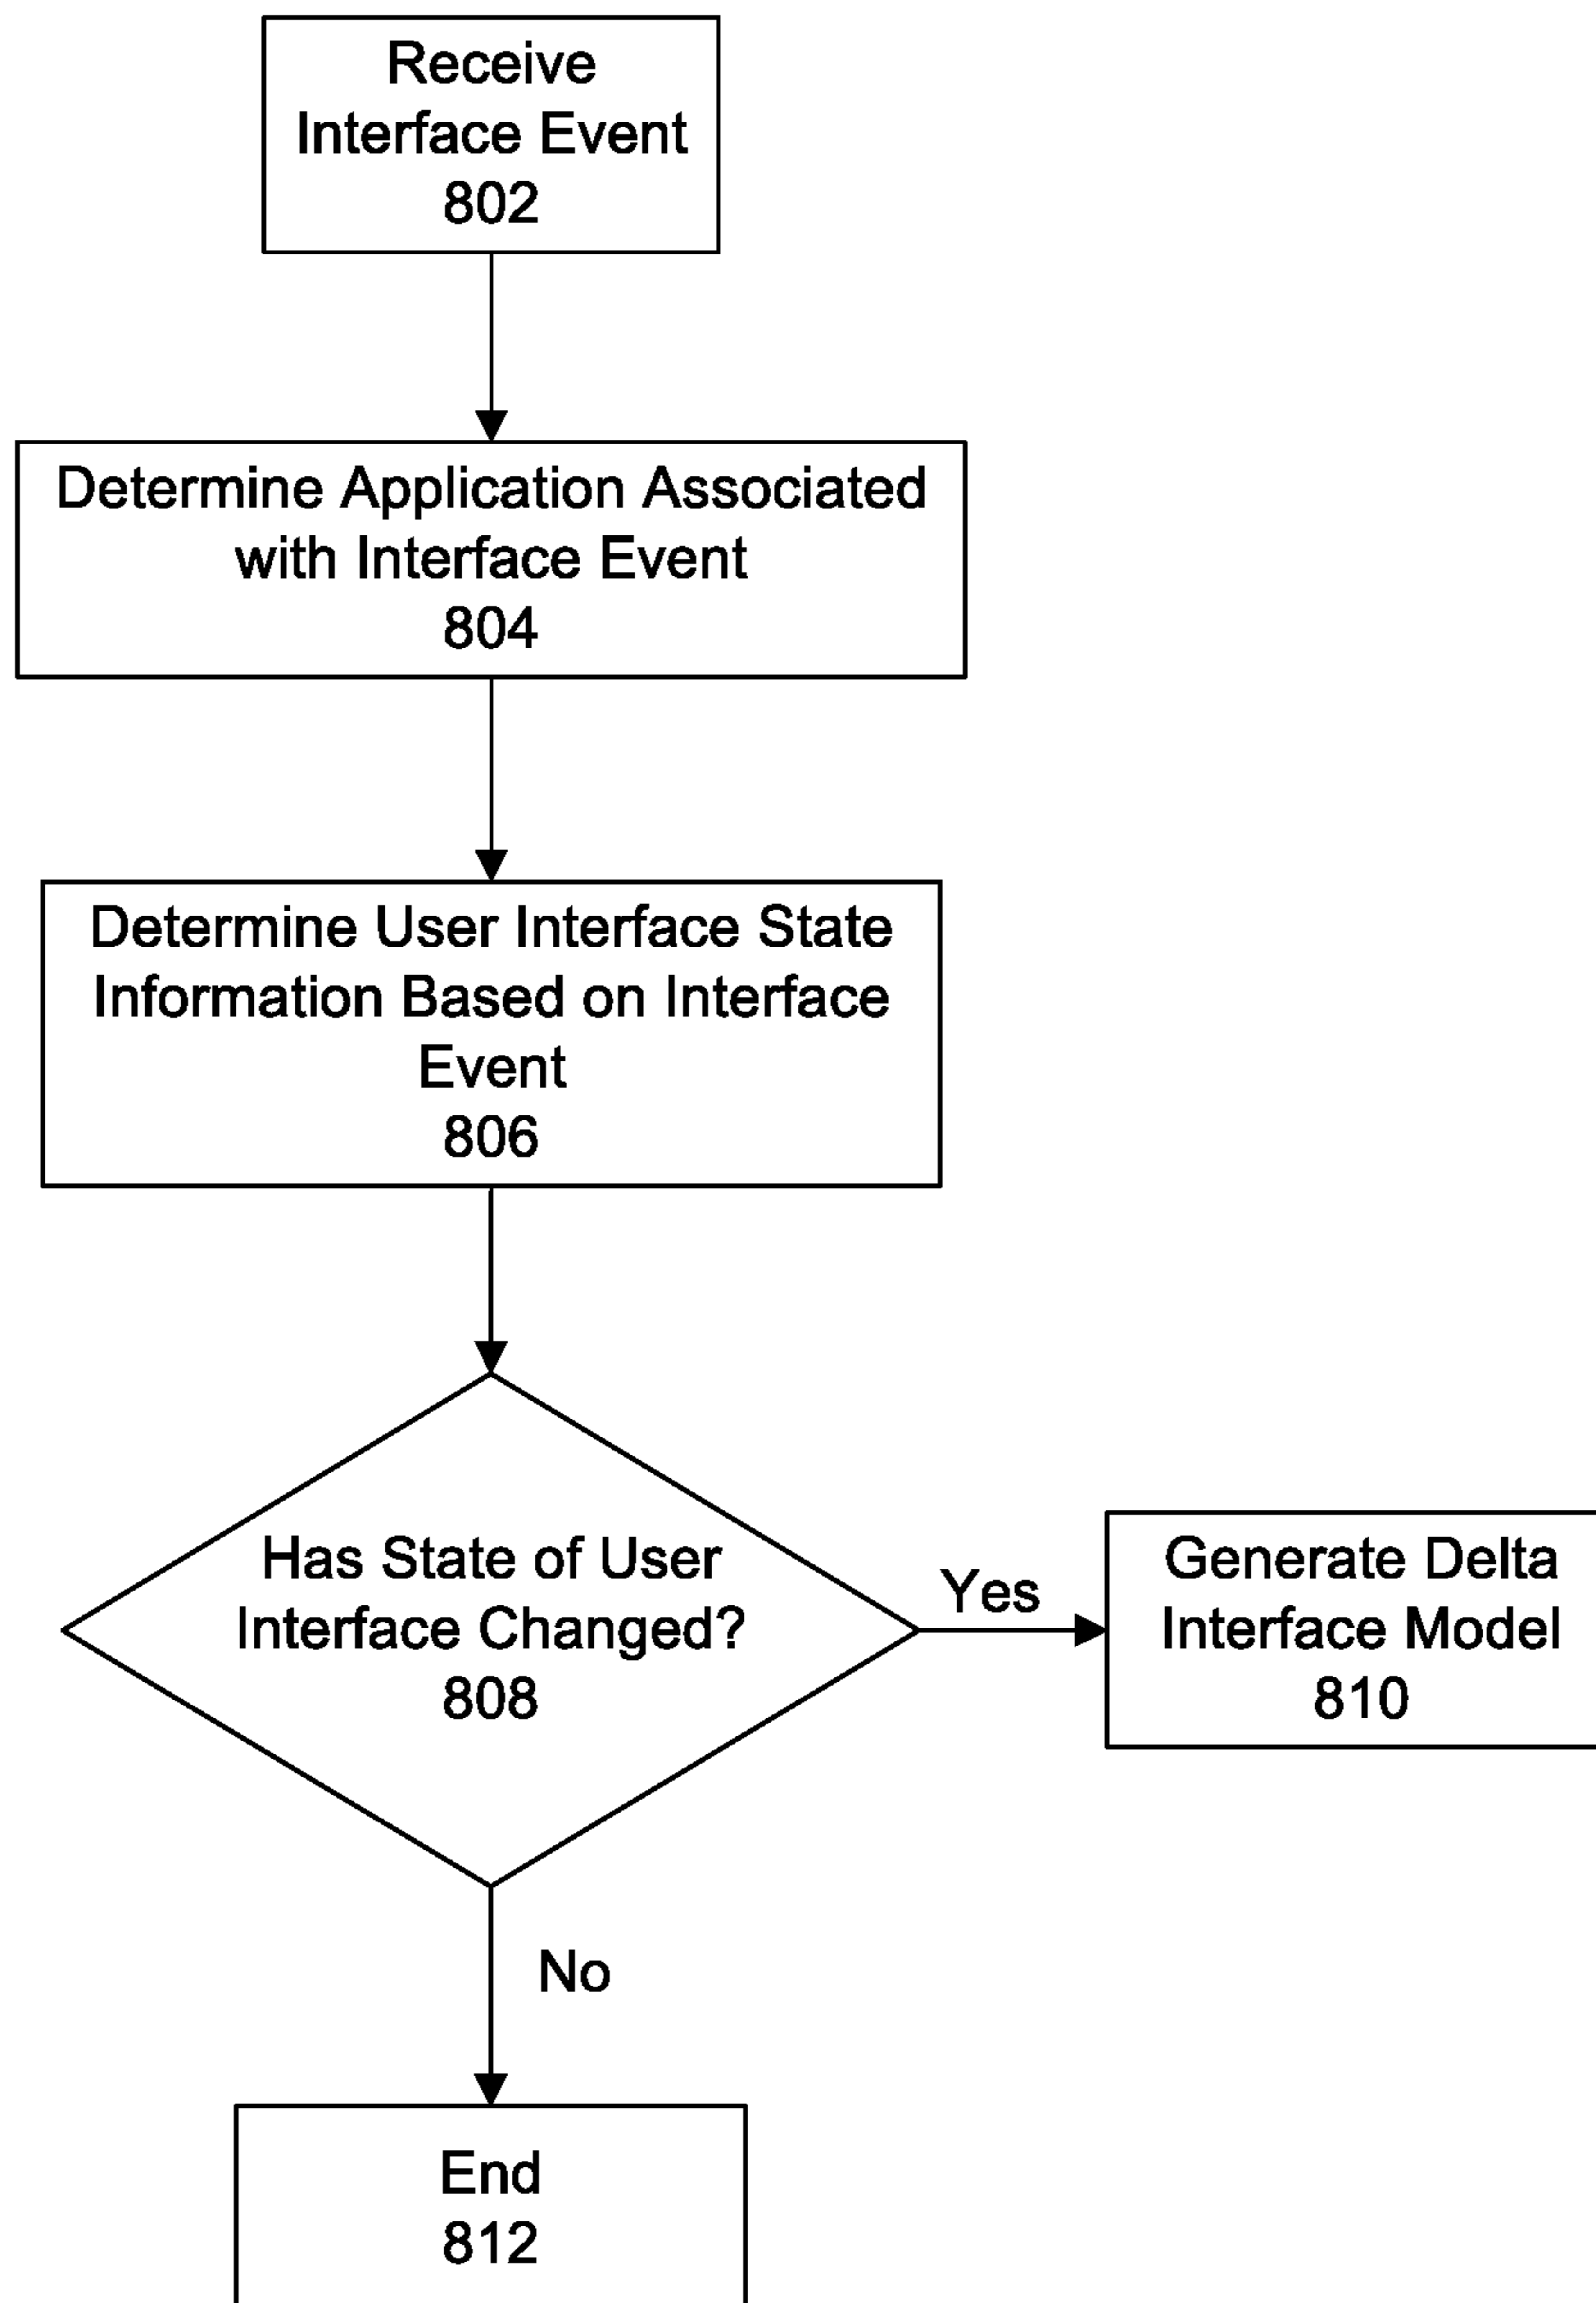 Receive
Interface Event
802
Determine Application Associated
with Interface Event
804
Determine User Interface State
Information Based on Interface
Event
806
Has State of User
Interface Changed?
808
Yes
Generate Delta
Interface Model
810
No
End
812